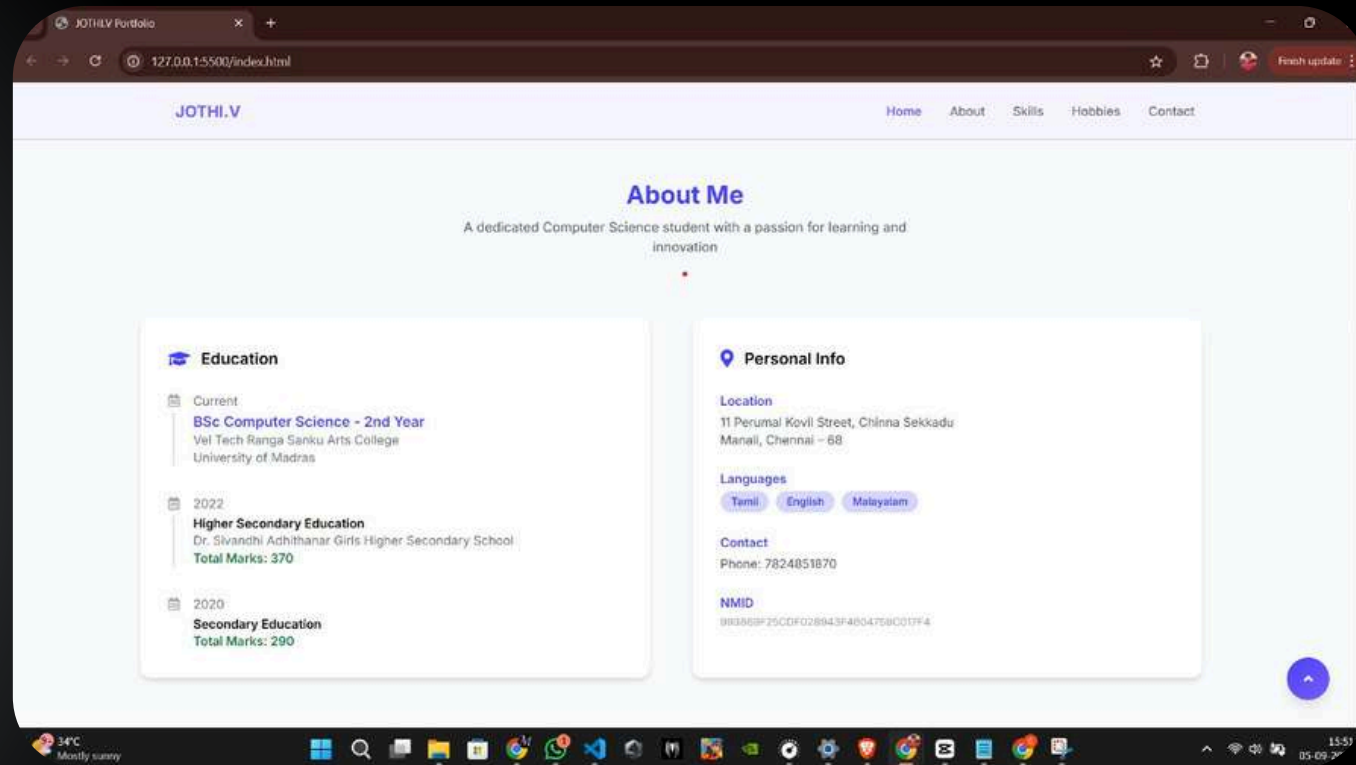 JOTHI.V Portfolio
127.0.0.1:5500/index.html
Finish update
JOTHI.V
Home About Skills Hobbies Contact
About Me
A dedicated Computer Science student with a passion for learning and
innovation
Education
Current
BSc Computer Science - 2nd Year
Vel Tech Ranga Sanku Arts College
University of Madras
2022
Higher Secondary Education
Dr. Sivandhi Adhithanar Girls Higher Secondary School
Total Marks: 370
2020
Secondary Education
Total Marks: 290
Personal Info
Location
11 Perumal Kovil Street, Chinna Sekkadu
Manali, Chennai – 68
Languages
Tamil English Malayalam
Contact
Phone: 7824851870
NMID
34°C
Mostly sunny